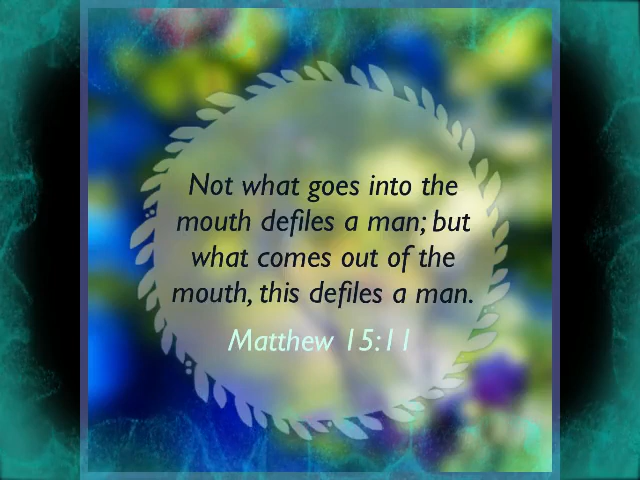 Not what goes into the
mouth defiles a man; but
what comes out of the
mouth, this defiles a man.
Matthew 15:11